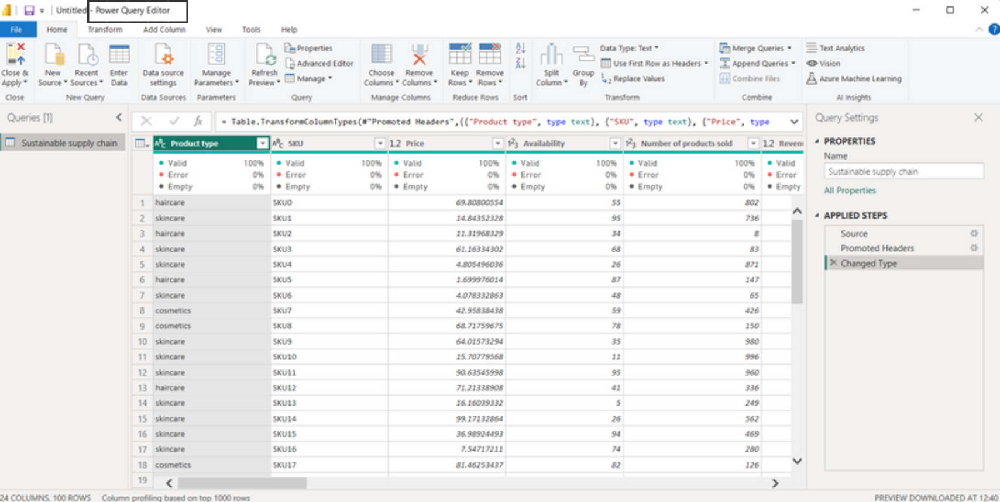 Untitled - Power Query Editor
File Home Transform Add Column View Tools Help
Close & Apply
New Source
Recent Sources
Enter Data
Data source settings
Manage Parameters
Refresh Preview
Properties
Advanced Editor
Manage
Choose Columns
Remove Columns
Keep Rows
Remove Rows
Split Column
Group By
Data Type: Text
Use First Row as Headers
Replace Values
Merge Queries
Append Queries
Combine Files
Text Analytics
Vision
Azure Machine Learning
Close New Query Data Sources Parameters Query Manage Columns Reduce Rows Sort Transform Combine AI Insights
Queries [1]
Sustainable supply chain
fx = Table.TransformColumnTypes(#"Promoted Headers",{{"Product type", type text}, {"SKU", type text}, {"Price", type
ABC Product type ABC SKU 1.2 Price 123 Availability 123 Number of products sold 1.2 Reven
Valid 100% Valid 100% Valid 100% Valid 100% Valid 100% Valid
Error 0% Error 0% Error 0% Error 0% Error 0% Error
Empty 0% Empty 0% Empty 0% Empty 0% Empty 0% Empty
1 haircare SKU0 69.80800554 55 802
2 skincare SKU1 14.84352328 95 736
3 haircare SKU2 11.31968329 34 8
4 skincare SKU3 61.16334302 68 83
5 skincare SKU4 4.805496036 26 871
6 haircare SKU5 1.699976014 87 147
7 skincare SKU6 4.078332863 48 65
8 cosmetics SKU7 42.95838438 59 426
9 cosmetics SKU8 68.71759675 78 150
10 skincare SKU9 64.01573294 35 980
11 skincare SKU10 15.70779568 11 996
12 skincare SKU11 90.63545998 95 960
13 haircare SKU12 71.21338908 41 336
14 skincare SKU13 16.16039332 5 249
15 skincare SKU14 99.17132864 26 562
16 skincare SKU15 36.98924493 94 469
17 skincare SKU16 7.54717211 74 280
18 cosmetics SKU17 81.46253437 82 126
19
Query Settings
PROPERTIES
Name
Sustainable supply chain
All Properties
APPLIED STEPS
Source
Promoted Headers
Changed Type
24 COLUMNS, 100 ROWS Column profiling based on top 1000 rows
PREVIEW DOWNLOADED AT 12:40